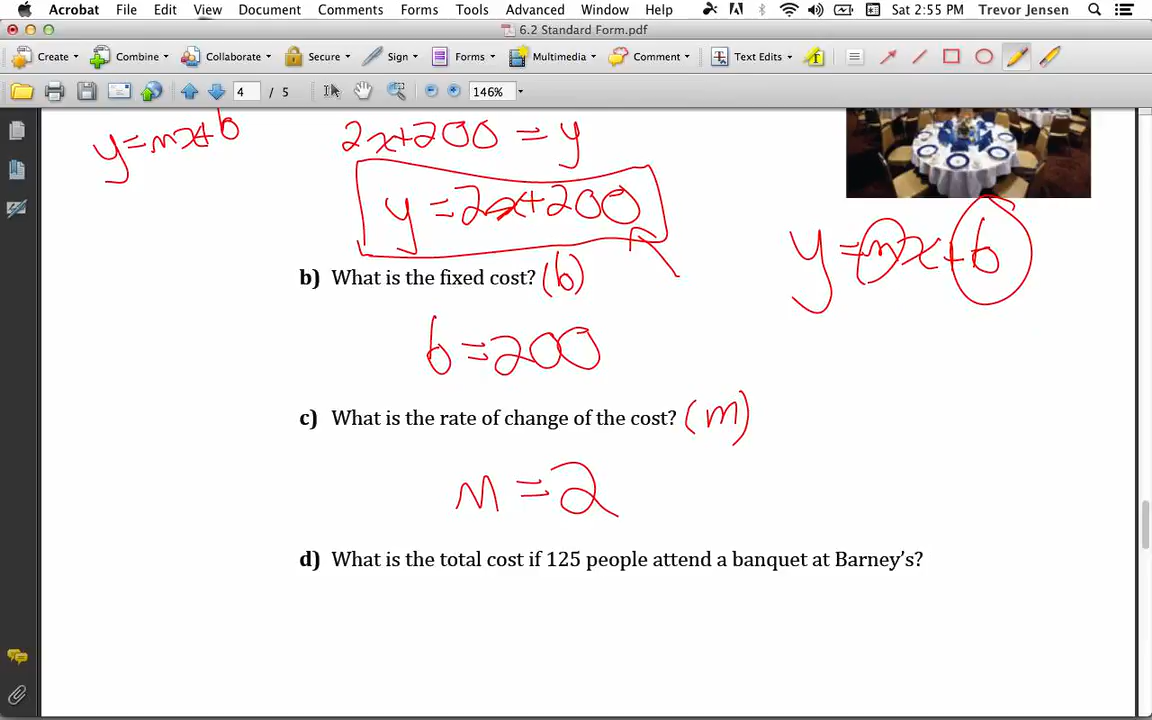 Acrobat File Edit View Document Comments Forms Tools Advanced Window Help Sat 2:55 PM Trevor Jensen
6.2 Standard Form.pdf
Create Combine Collaborate Secure Sign Forms Multimedia Comment Text Edits
4 / 5 146%
y=mx+b
2x+200 = y
y = 2x+200
y = mx+b
b) What is the fixed cost? (b)
b = 200
c) What is the rate of change of the cost? (m)
m = 2
d) What is the total cost if 125 people attend a banquet at Barney’s?